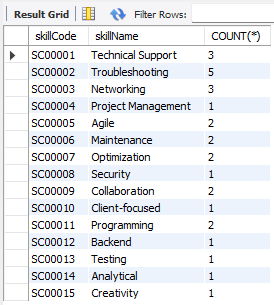 Result Grid Filter Rows:
skillCode skillName COUNT(*)
SC00001 Technical Support 3
SC00002 Troubleshooting 5
SC00003 Networking 3
SC00004 Project Management 1
SC00005 Agile 2
SC00006 Maintenance 2
SC00007 Optimization 2
SC00008 Security 1
SC00009 Collaboration 2
SC00010 Client-focused 1
SC00011 Programming 2
SC00012 Backend 1
SC00013 Testing 1
SC00014 Analytical 1
SC00015 Creativity 1